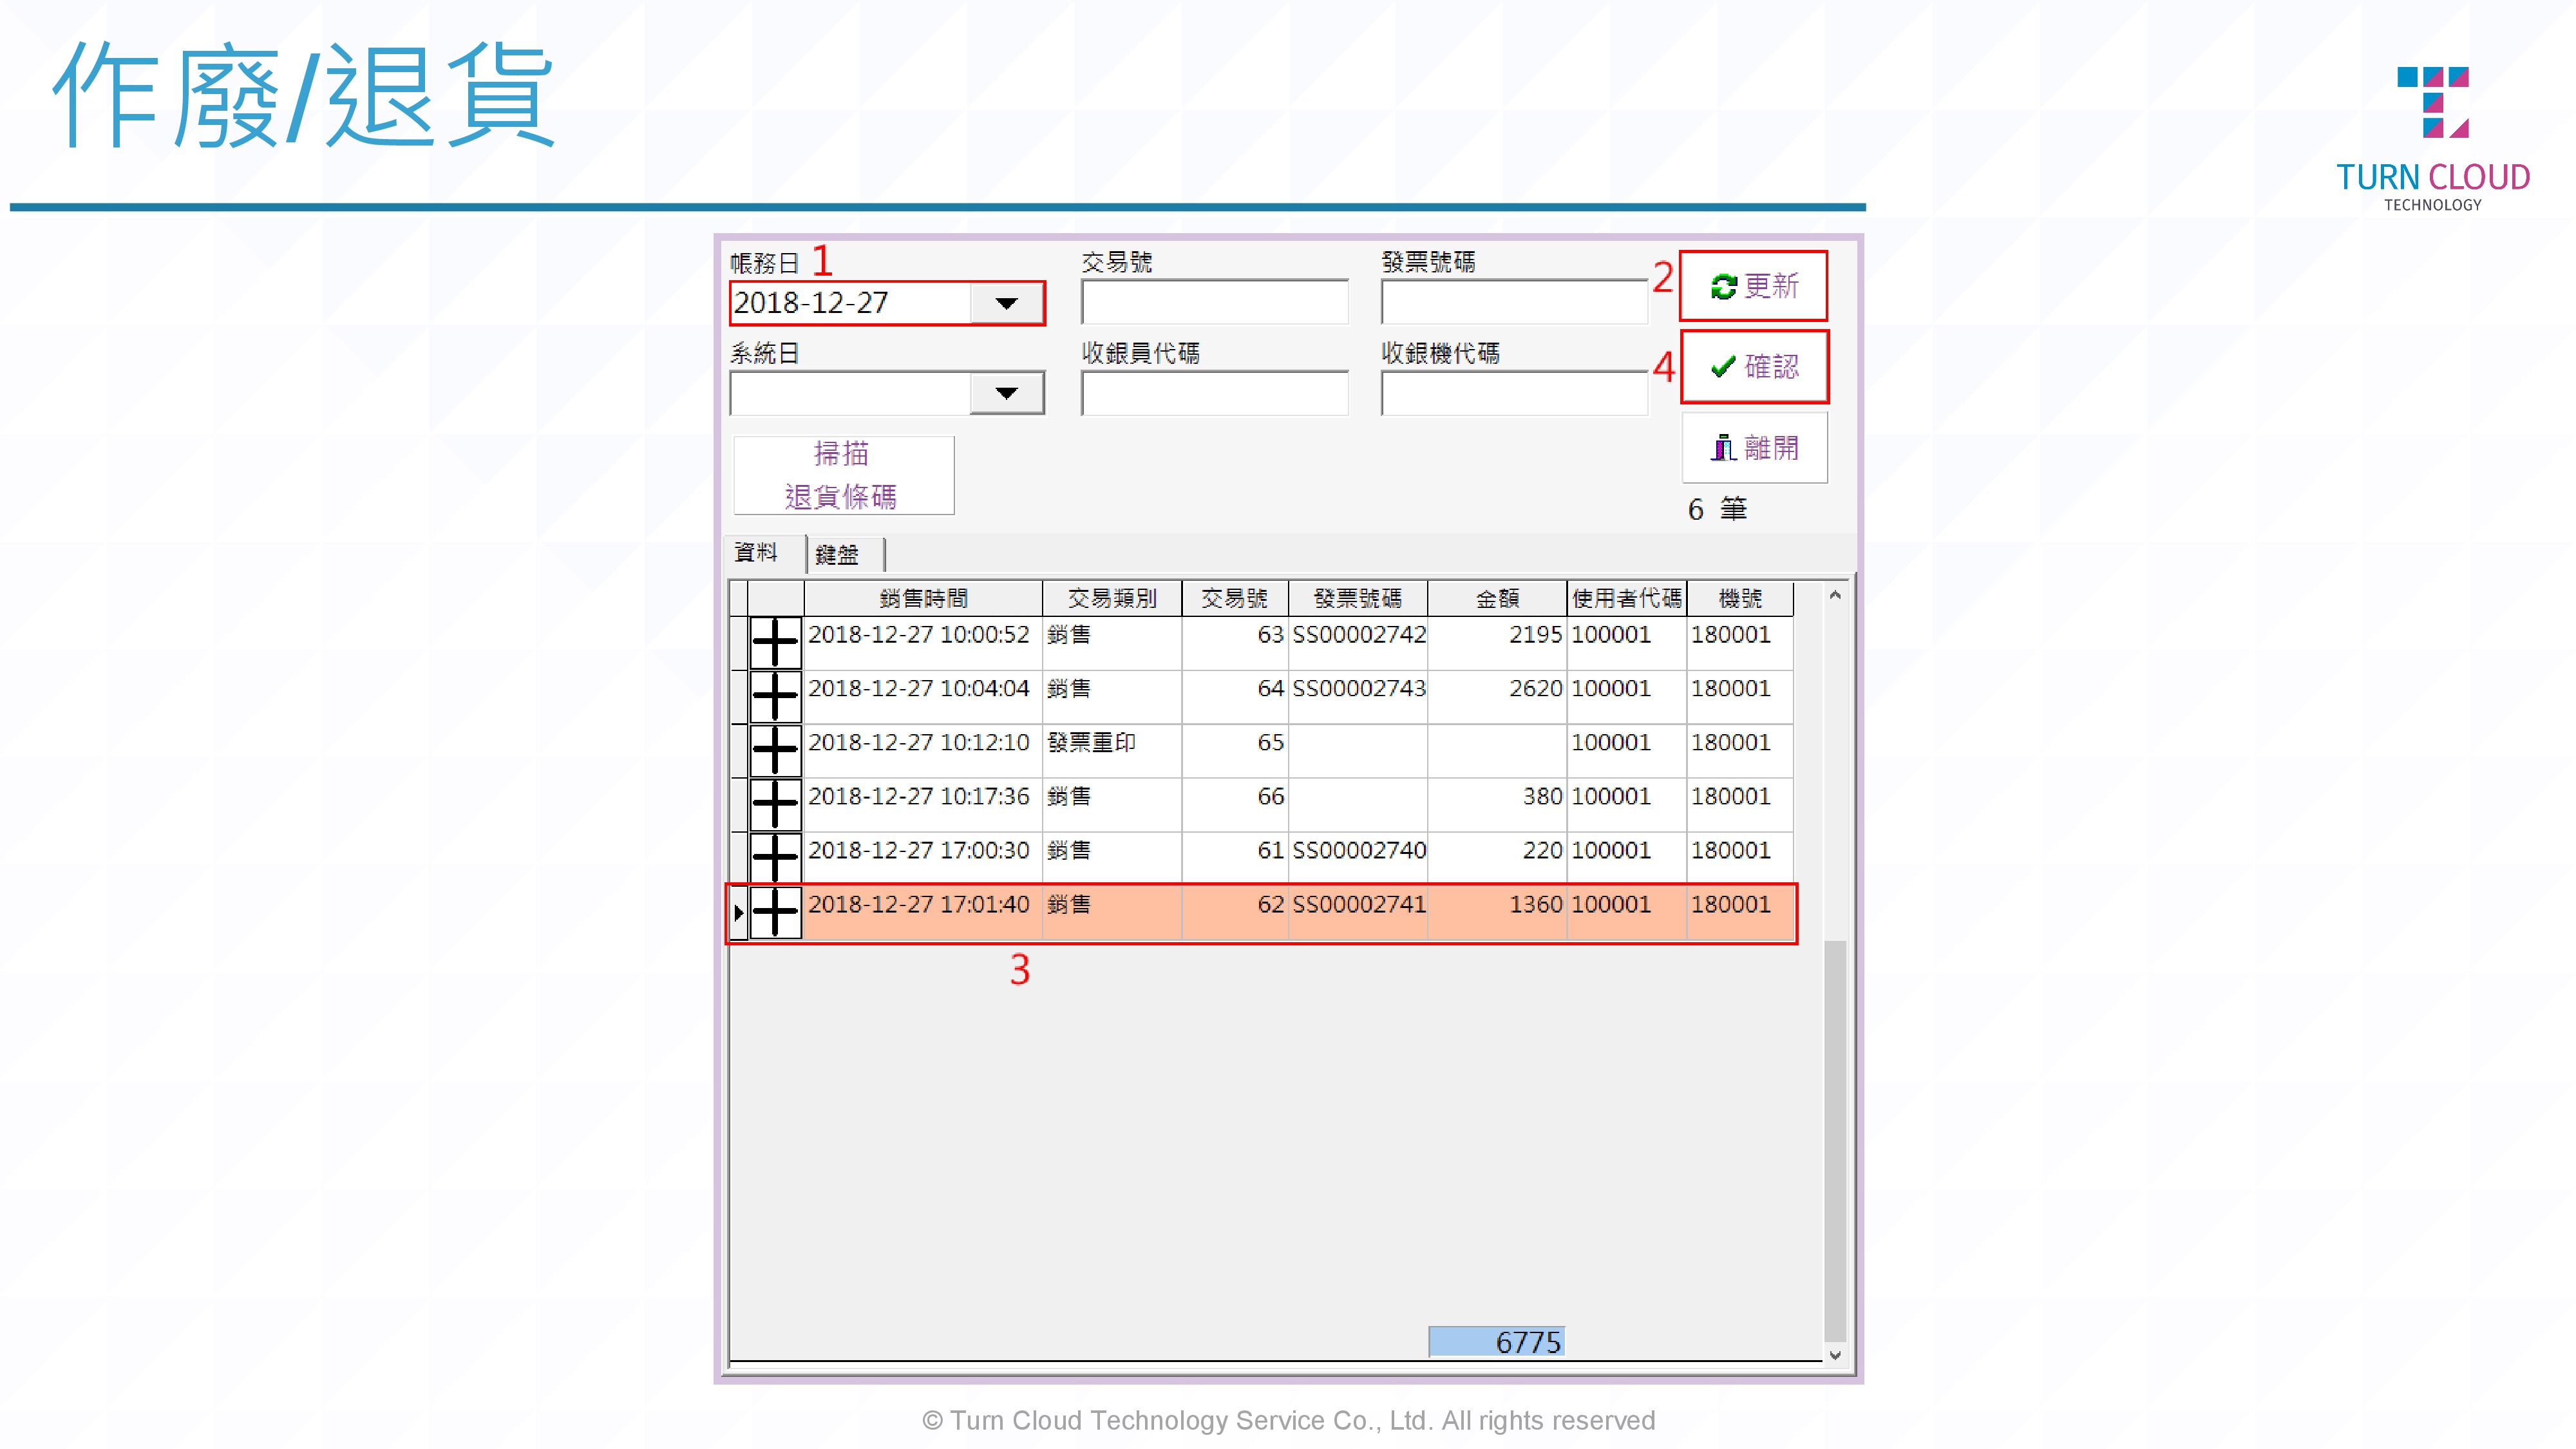 作廢/退貨
TURN CLOUD
TECHNOLOGY
帳務日 1 交易號 發票號碼 2 更新
2018-12-27
系統日 收銀員代碼 收銀機代碼 4 確認
掃描
退貨條碼
離開
6 筆
資料 鍵盤
銷售時間 交易類別 交易號 發票號碼 金額 使用者代碼 機號
2018-12-27 10:00:52 銷售 63 SS00002742 2195 100001 180001
2018-12-27 10:04:04 銷售 64 SS00002743 2620 100001 180001
2018-12-27 10:12:10 發票重印 65 100001 180001
2018-12-27 10:17:36 銷售 66 380 100001 180001
2018-12-27 17:00:30 銷售 61 SS00002740 220 100001 180001
2018-12-27 17:01:40 銷售 62 SS00002741 1360 100001 180001
3
6775
© Turn Cloud Technology Service Co., Ltd. All rights reserved